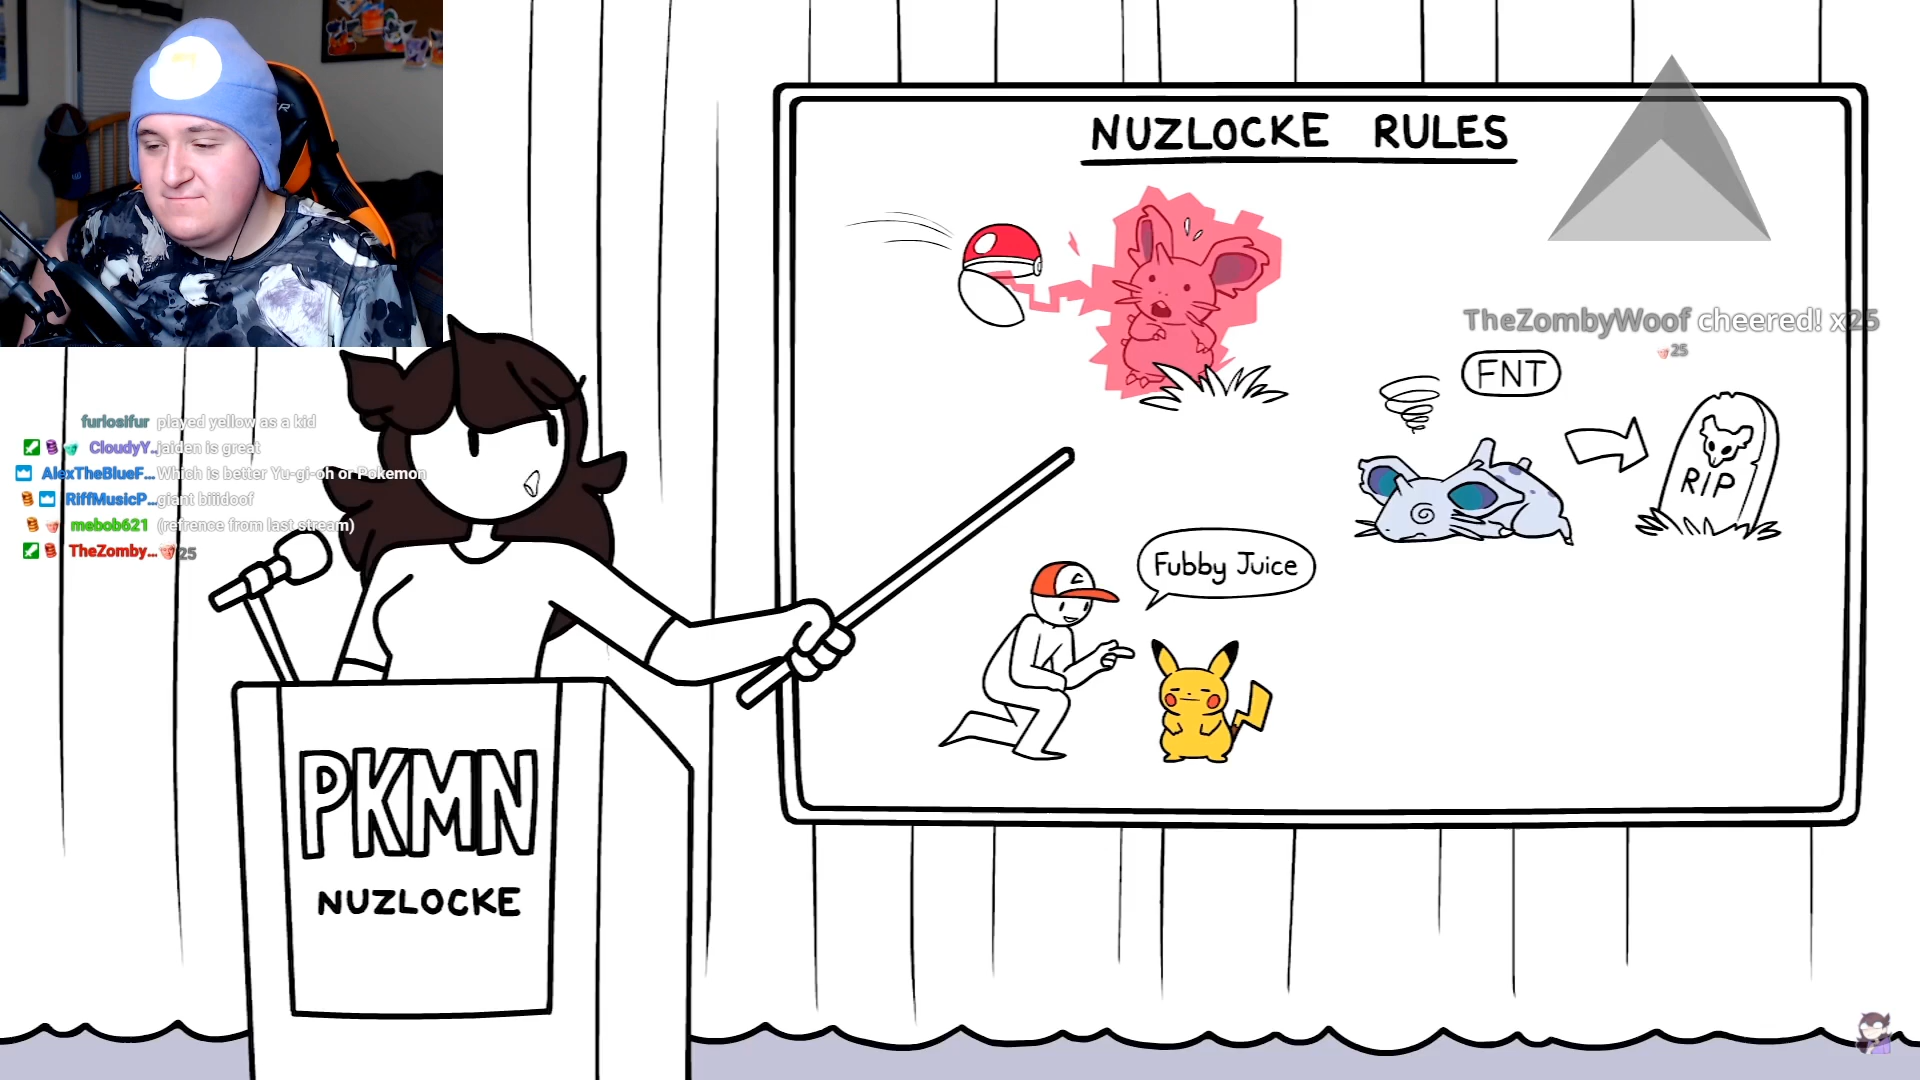 NUZLOCKE RULES
TheZombyWoof cheered! x25
25
FNT
RIP
furiosifur played yellow as a kid
CloudyY... jaiden is great
AlexTheBlueF... Which is better Yu-gi-oh or Pokemon
RiffMusicP... giant biiidoof
mebob621 (refrence from last stream)
TheZomby... 25
Fubby Juice
PKMN
NUZLOCKE